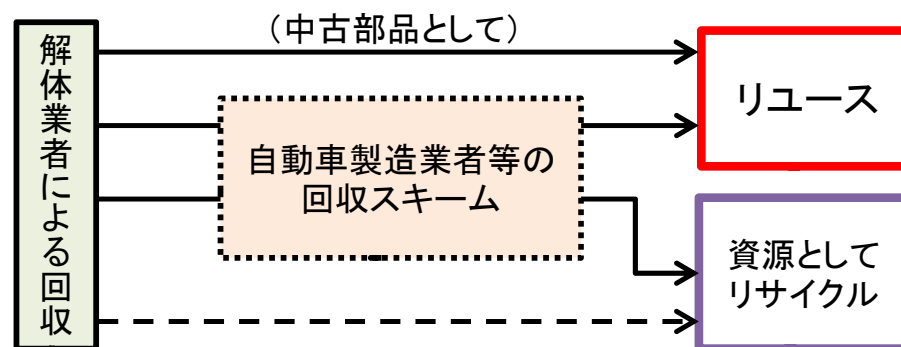 解体業者による回収
（中古部品として）
自動車製造業者等の
回収スキーム
リユース
資源として
リサイクル